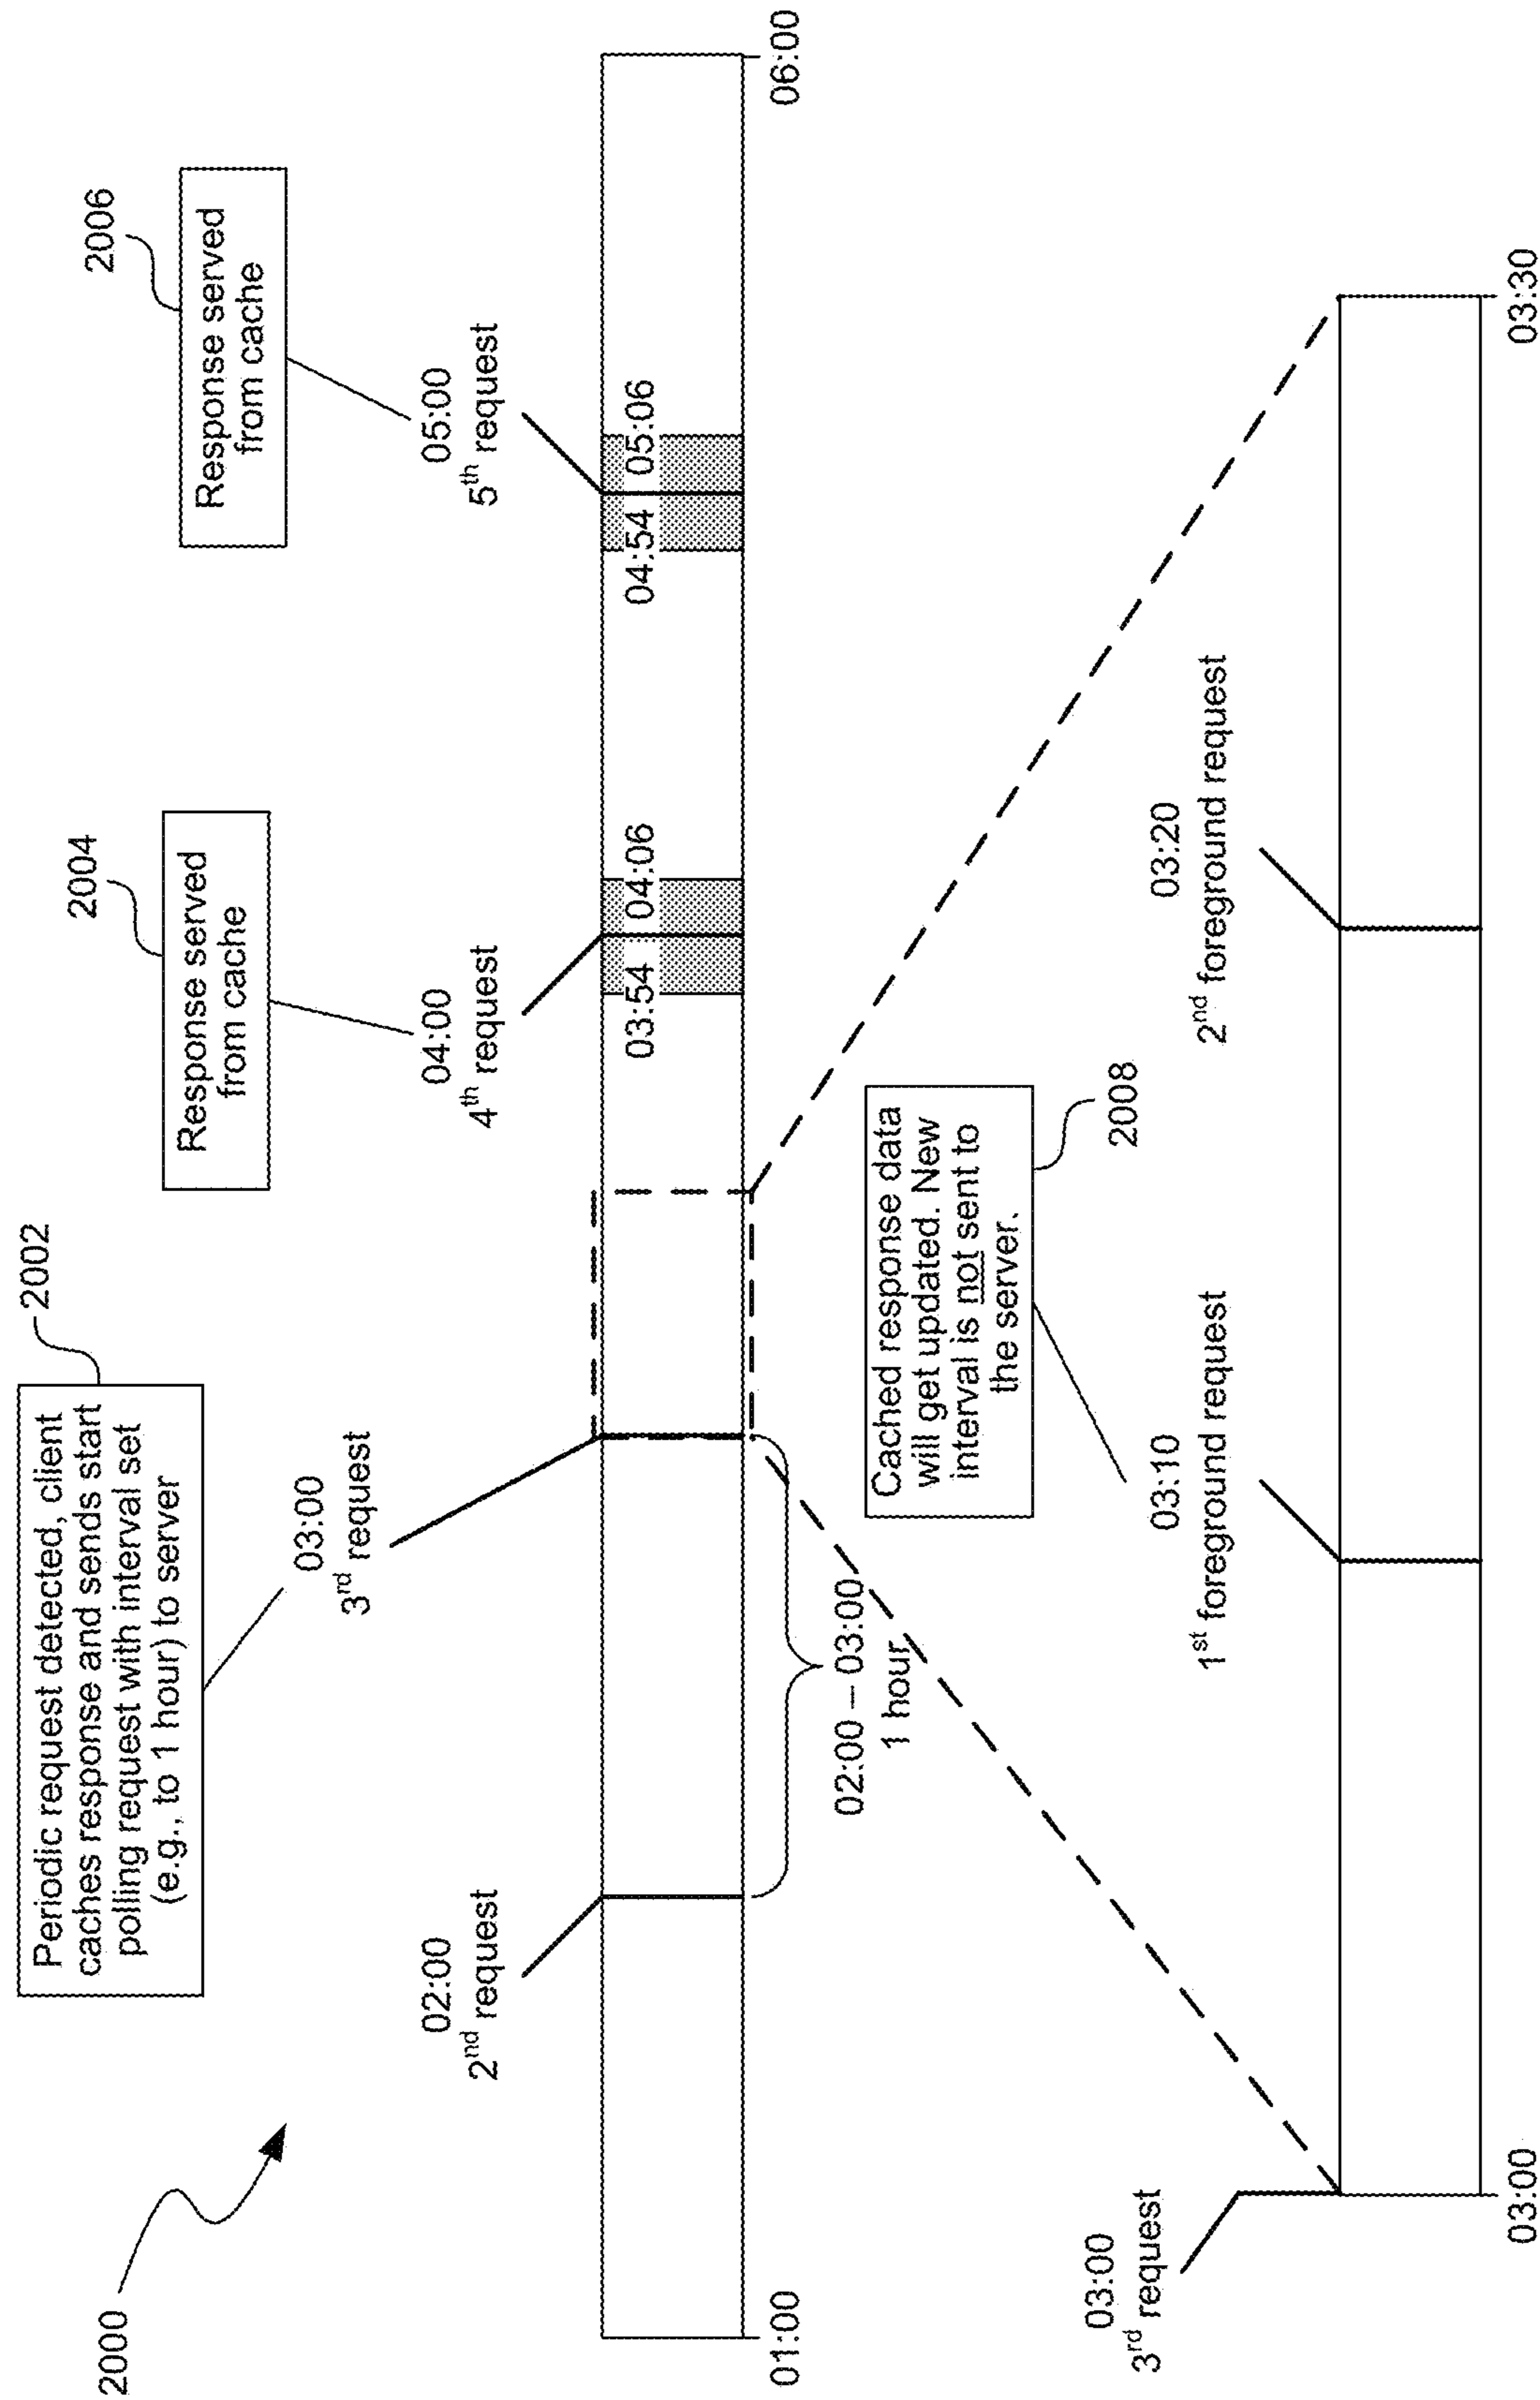 2000
Periodic request detected, client
caches response and sends start
polling request with interval set
(e.g., to 1 hour) to server
2002
Response served
from cache
2004
Response served
from cache
2006
02:00
2nd request
03:00
3rd request
04:00
4th request
05:00
5th request
03:54
04:06
04:54
05:06
01:00
06:00
02:00 – 03:00
1 hour
Cached response data
will get updated. New
interval is not sent to
the server.
2008
03:00
3rd request
03:10
1st foreground request
03:20
2nd foreground request
03:00
03:30